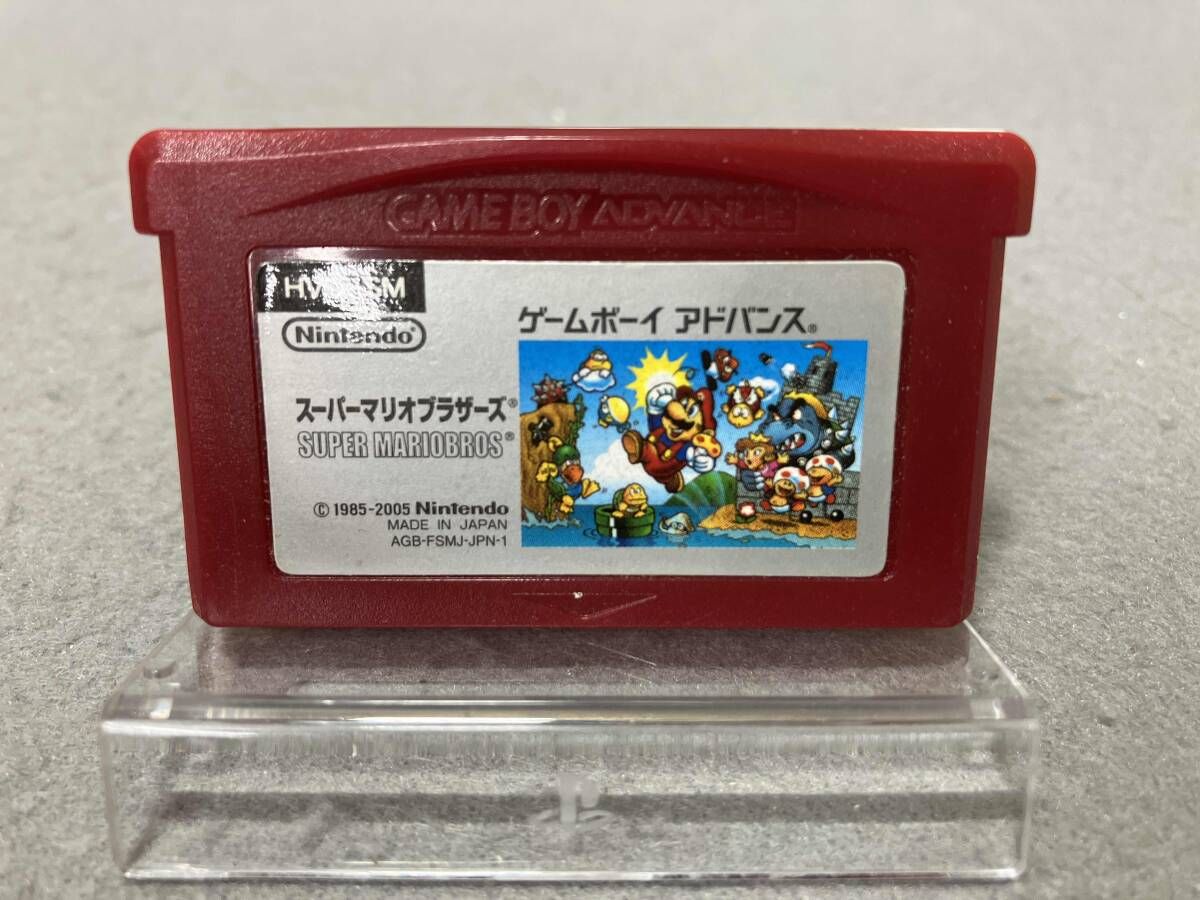 GAME BOY ADVANCE
HV SM
Nintendo®
ゲームボーイ アドバンス®
スーパーマリオブラザーズ®
SUPER MARIOBROS®
© 1985-2005 Nintendo
MADE IN JAPAN
AGB-FSMJ-JPN-1